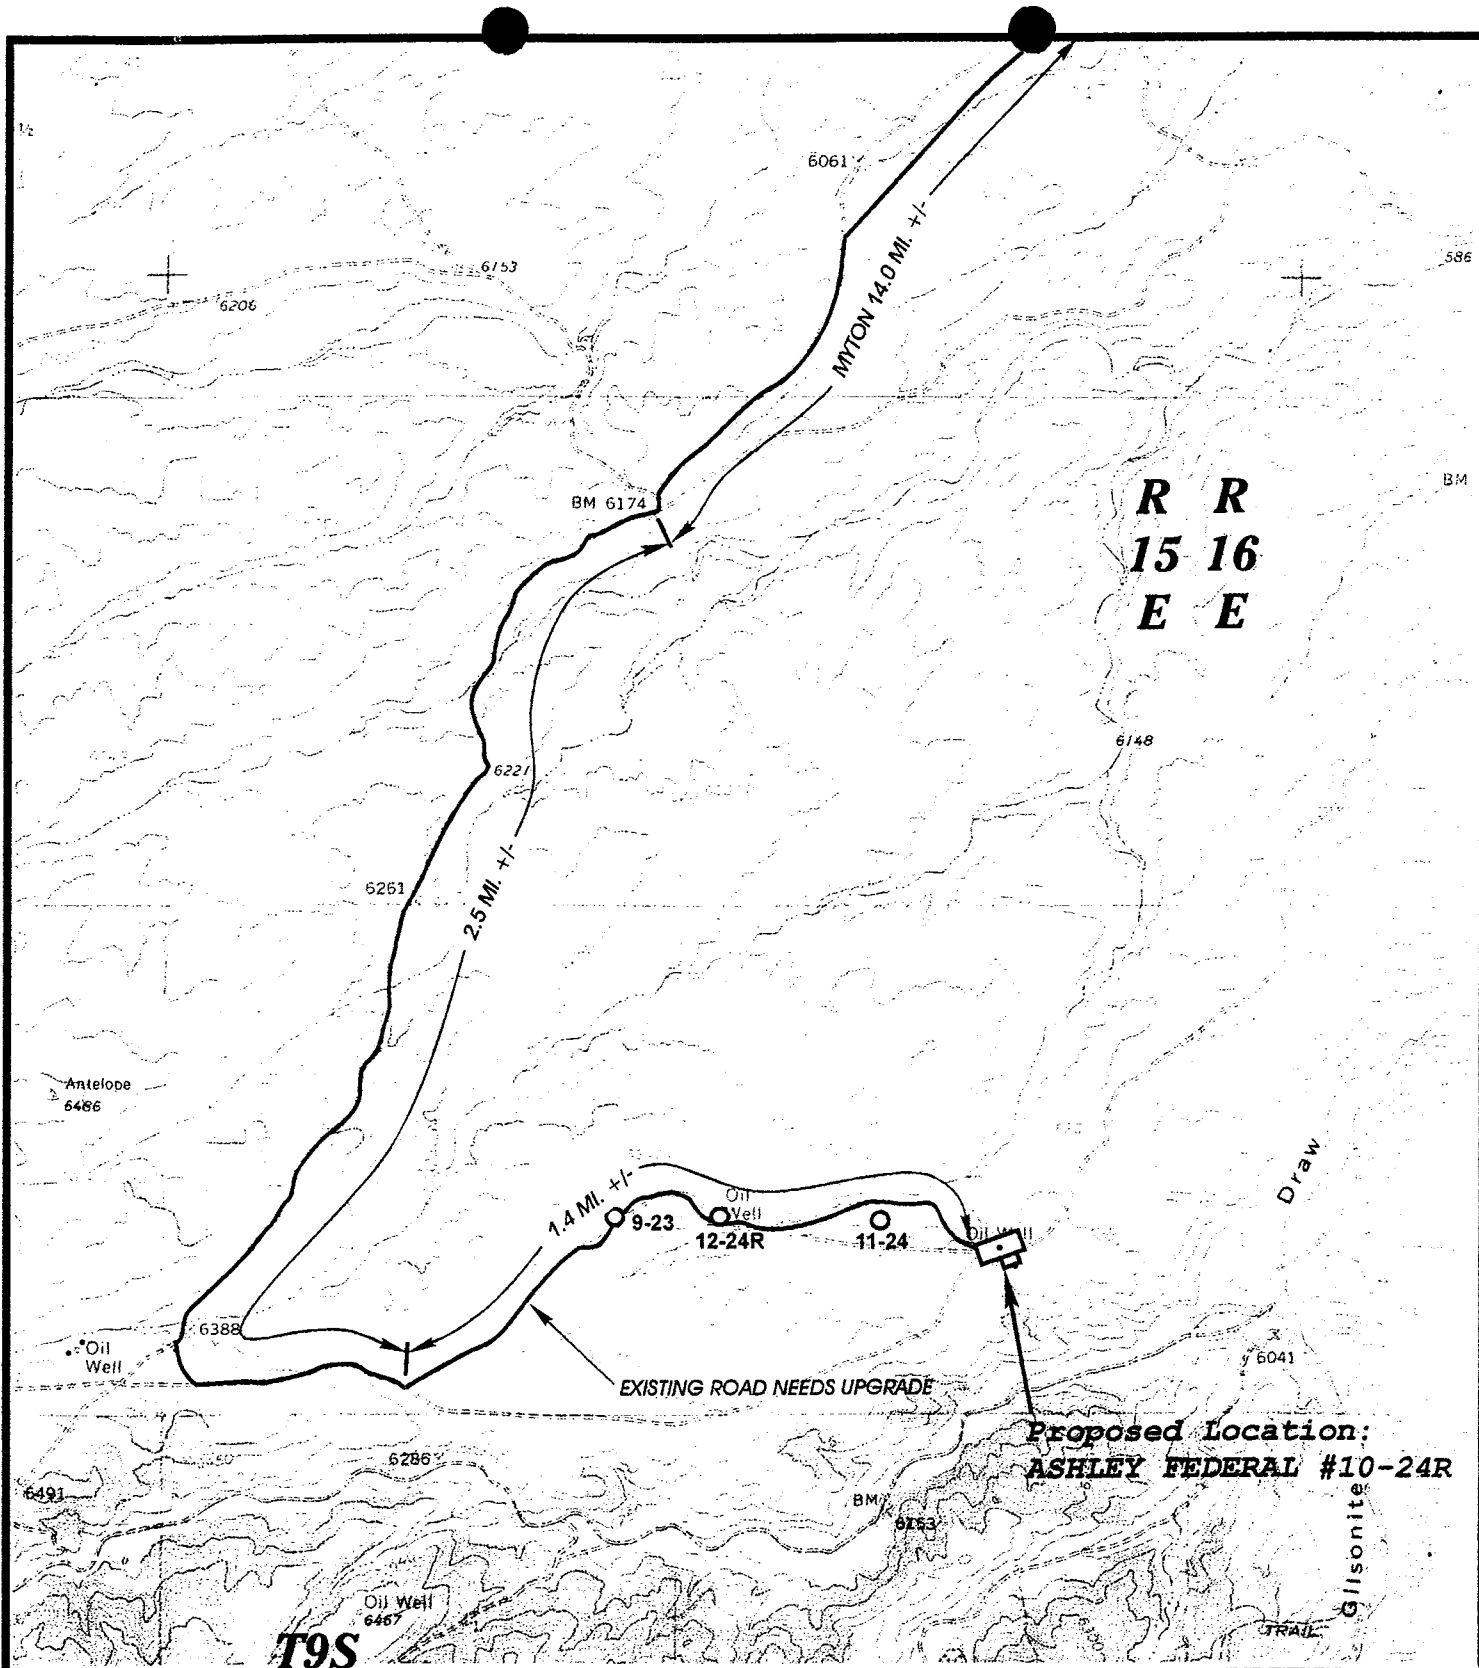 1/2
6061
6153
586
6206
MYTON 14.0 MI. +/-
BM 6174
BM
R R
15 16
E E
6148
6221
6261
2.5 MI. +/-
Antelope
6486
Draw
1.4 MI. +/-
Oil
Well
9-23
12-24R
11-24
Oil Well
6388
Oil
Well
6041
EXISTING ROAD NEEDS UPGRADE
Proposed Location:
ASHLEY FEDERAL #10-24R
6286
6491
BM
6153
Gilsonite
Oil Well
6467
TRAIL
T9S